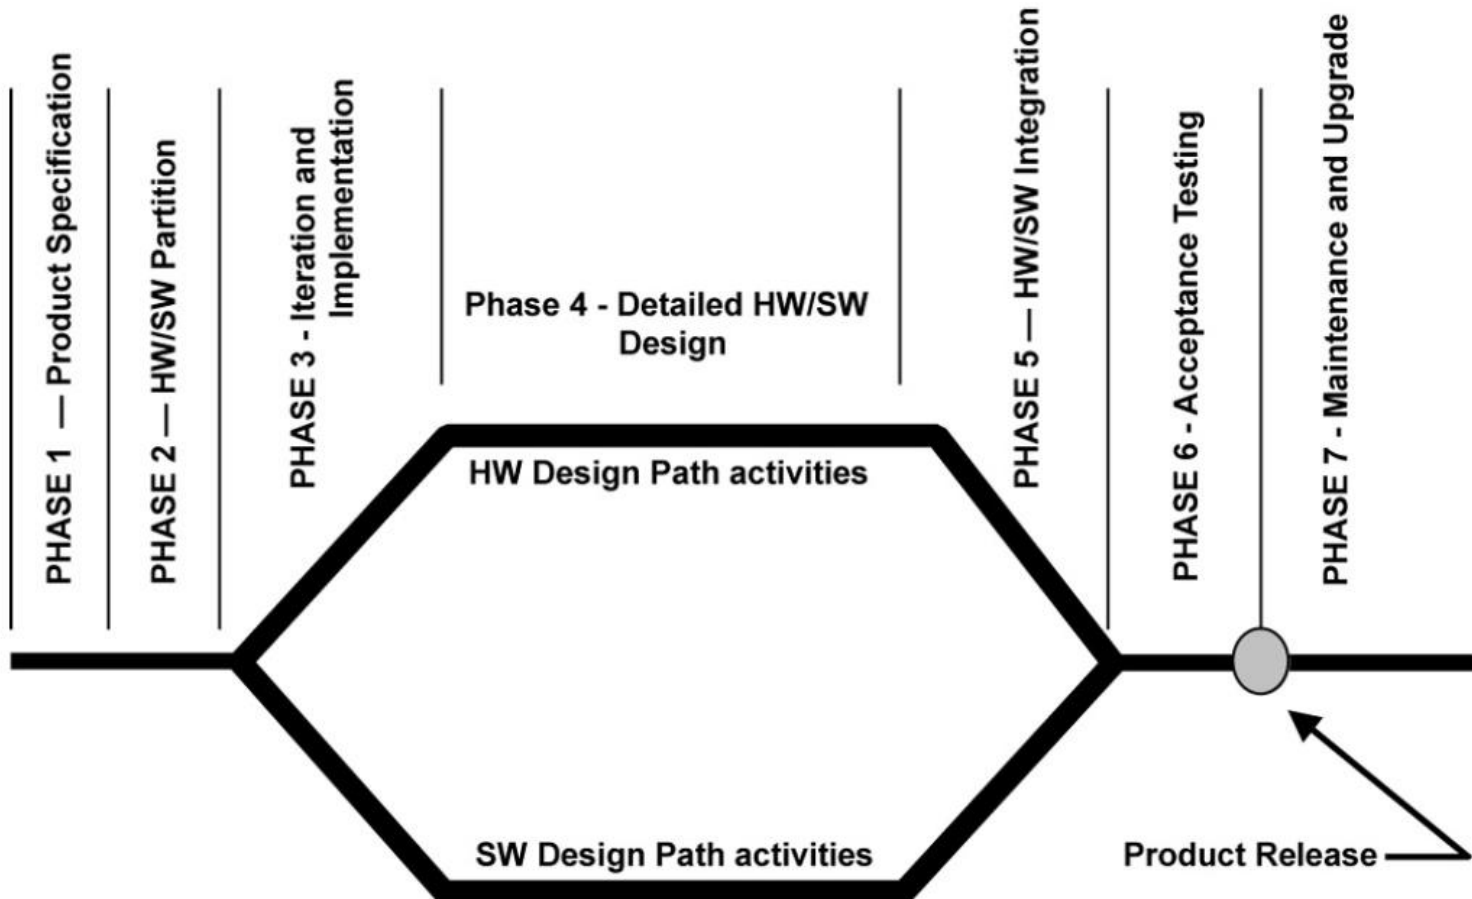 PHASE 1 — Product Specification
PHASE 2 — HW/SW Partition
PHASE 3 - Iteration and
Implementation
Phase 4 - Detailed HW/SW
Design
PHASE 5 — HW/SW Integration
PHASE 6 - Acceptance Testing
PHASE 7 - Maintenance and Upgrade
HW Design Path activities
SW Design Path activities
Product Release